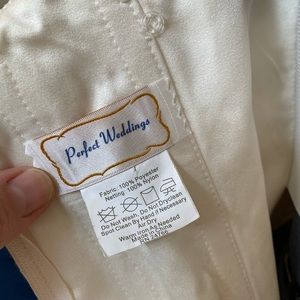 Perfect Weddings
Fabric: 100% Polyester
Netting 100% Nylon
Do Not Wash, Do Not Dryclean
Spot Clean By Hand if Necessary
Air Dry
Warm Iron As Needed
Made in China